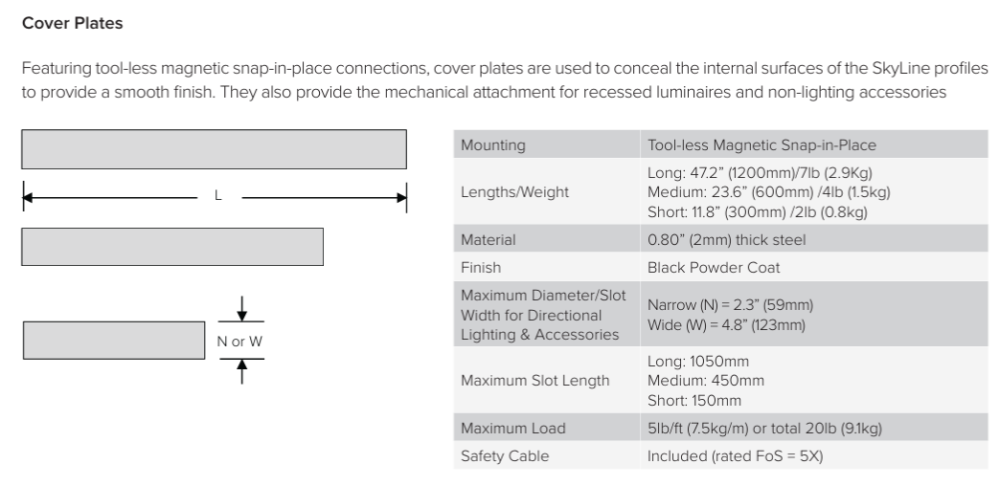 Cover Plates
Featuring tool-less magnetic snap-in-place connections, cover plates are used to conceal the internal surfaces of the SkyLine profiles
to provide a smooth finish. They also provide the mechanical attachment for recessed luminaires and non-lighting accessories
L
N or W
Mounting Tool-less Magnetic Snap-in-Place
Lengths/Weight
Long: 47.2” (1200mm)/7lb (2.9Kg)
Medium: 23.6” (600mm) /4lb (1.5kg)
Short: 11.8” (300mm) /2lb (0.8kg)
Material 0.80” (2mm) thick steel
Finish Black Powder Coat
Maximum Diameter/Slot
Width for Directional
Lighting & Accessories
Narrow (N) = 2.3” (59mm)
Wide (W) = 4.8” (123mm)
Maximum Slot Length
Long: 1050mm
Medium: 450mm
Short: 150mm
Maximum Load 5lb/ft (7.5kg/m) or total 20lb (9.1kg)
Safety Cable Included (rated FoS = 5X)